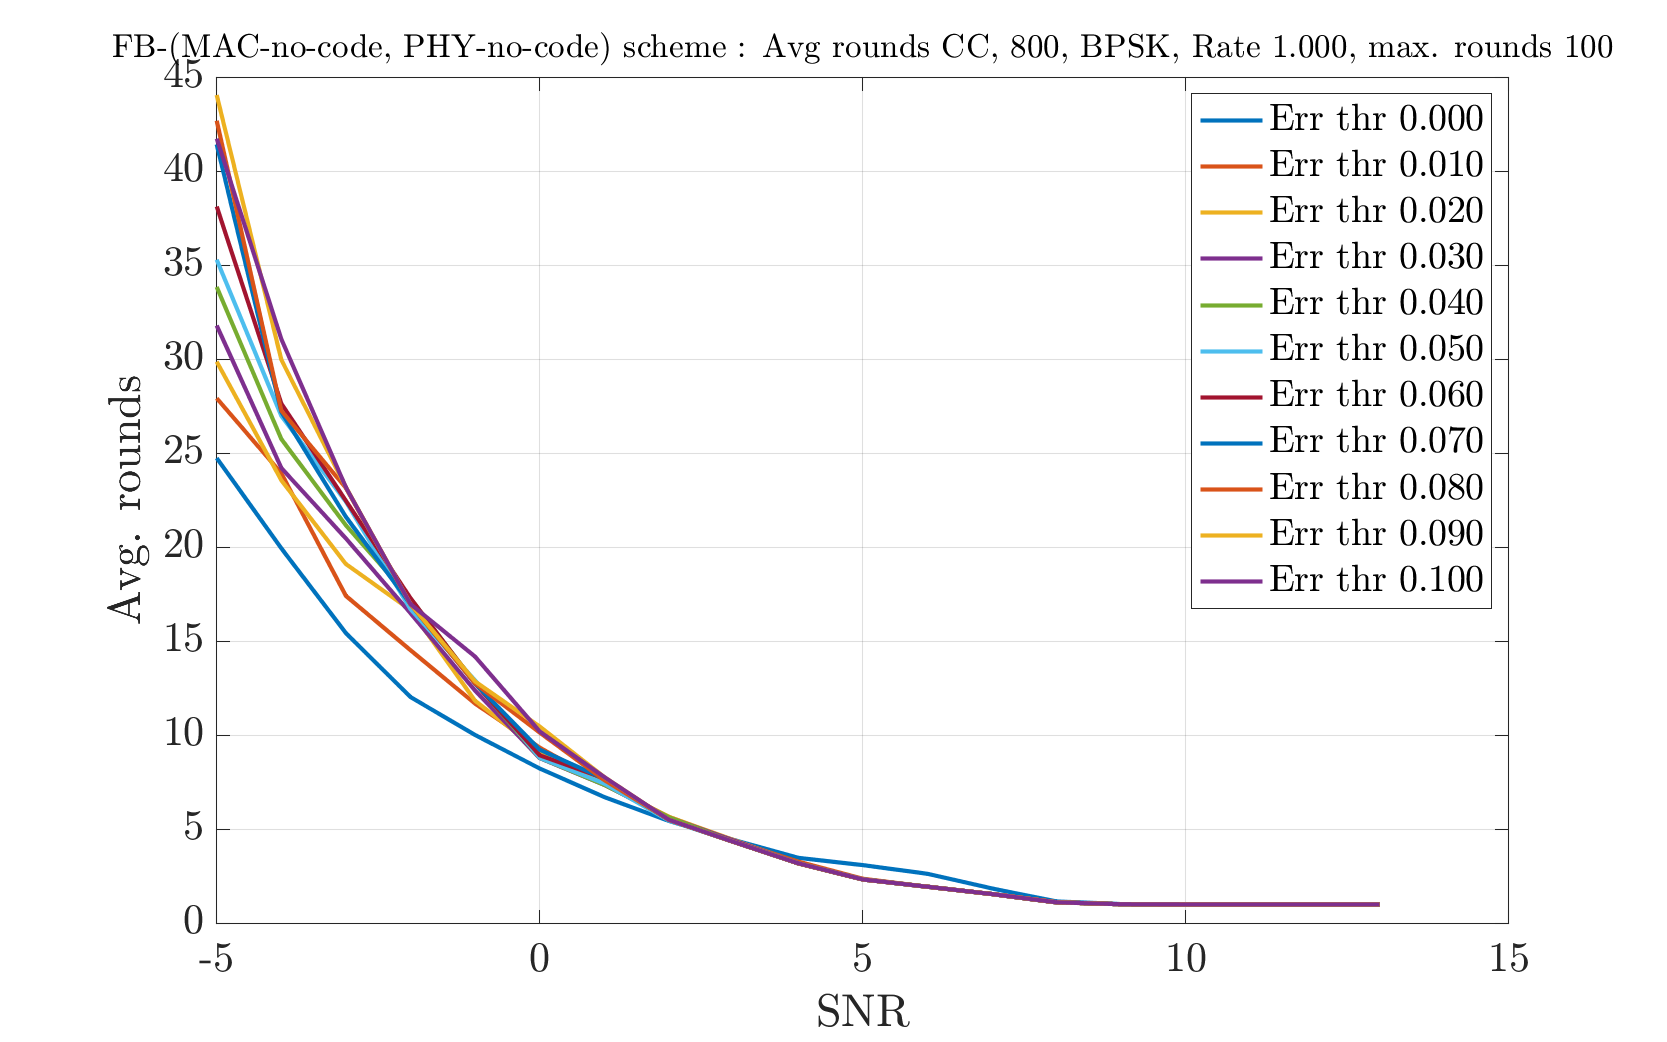 FB-(MAC-no-code, PHY-no-code) scheme : Avg rounds CC, 800, BPSK, Rate 1.000, max. rounds 100
45
40
35
30
25
20
15
10
5
0
Avg. rounds
-5
0
5
10
15
SNR
Err thr 0.000
Err thr 0.010
Err thr 0.020
Err thr 0.030
Err thr 0.040
Err thr 0.050
Err thr 0.060
Err thr 0.070
Err thr 0.080
Err thr 0.090
Err thr 0.100